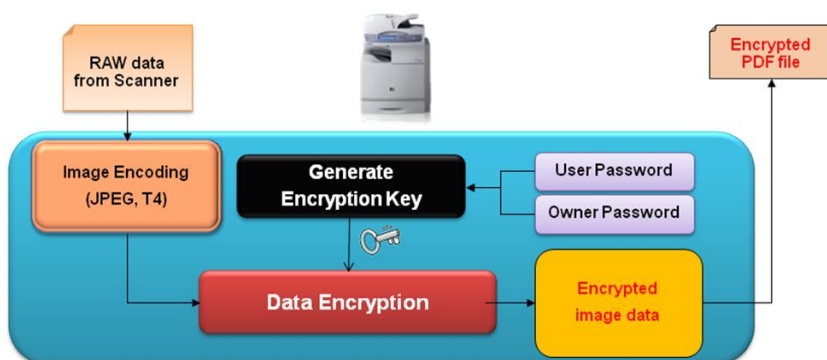 RAW data
from Scanner
Encrypted
PDF file
Image Encoding
(JPEG, T4)
Generate
Encryption Key
User Password
Owner Password
Data Encryption
Encrypted
image data